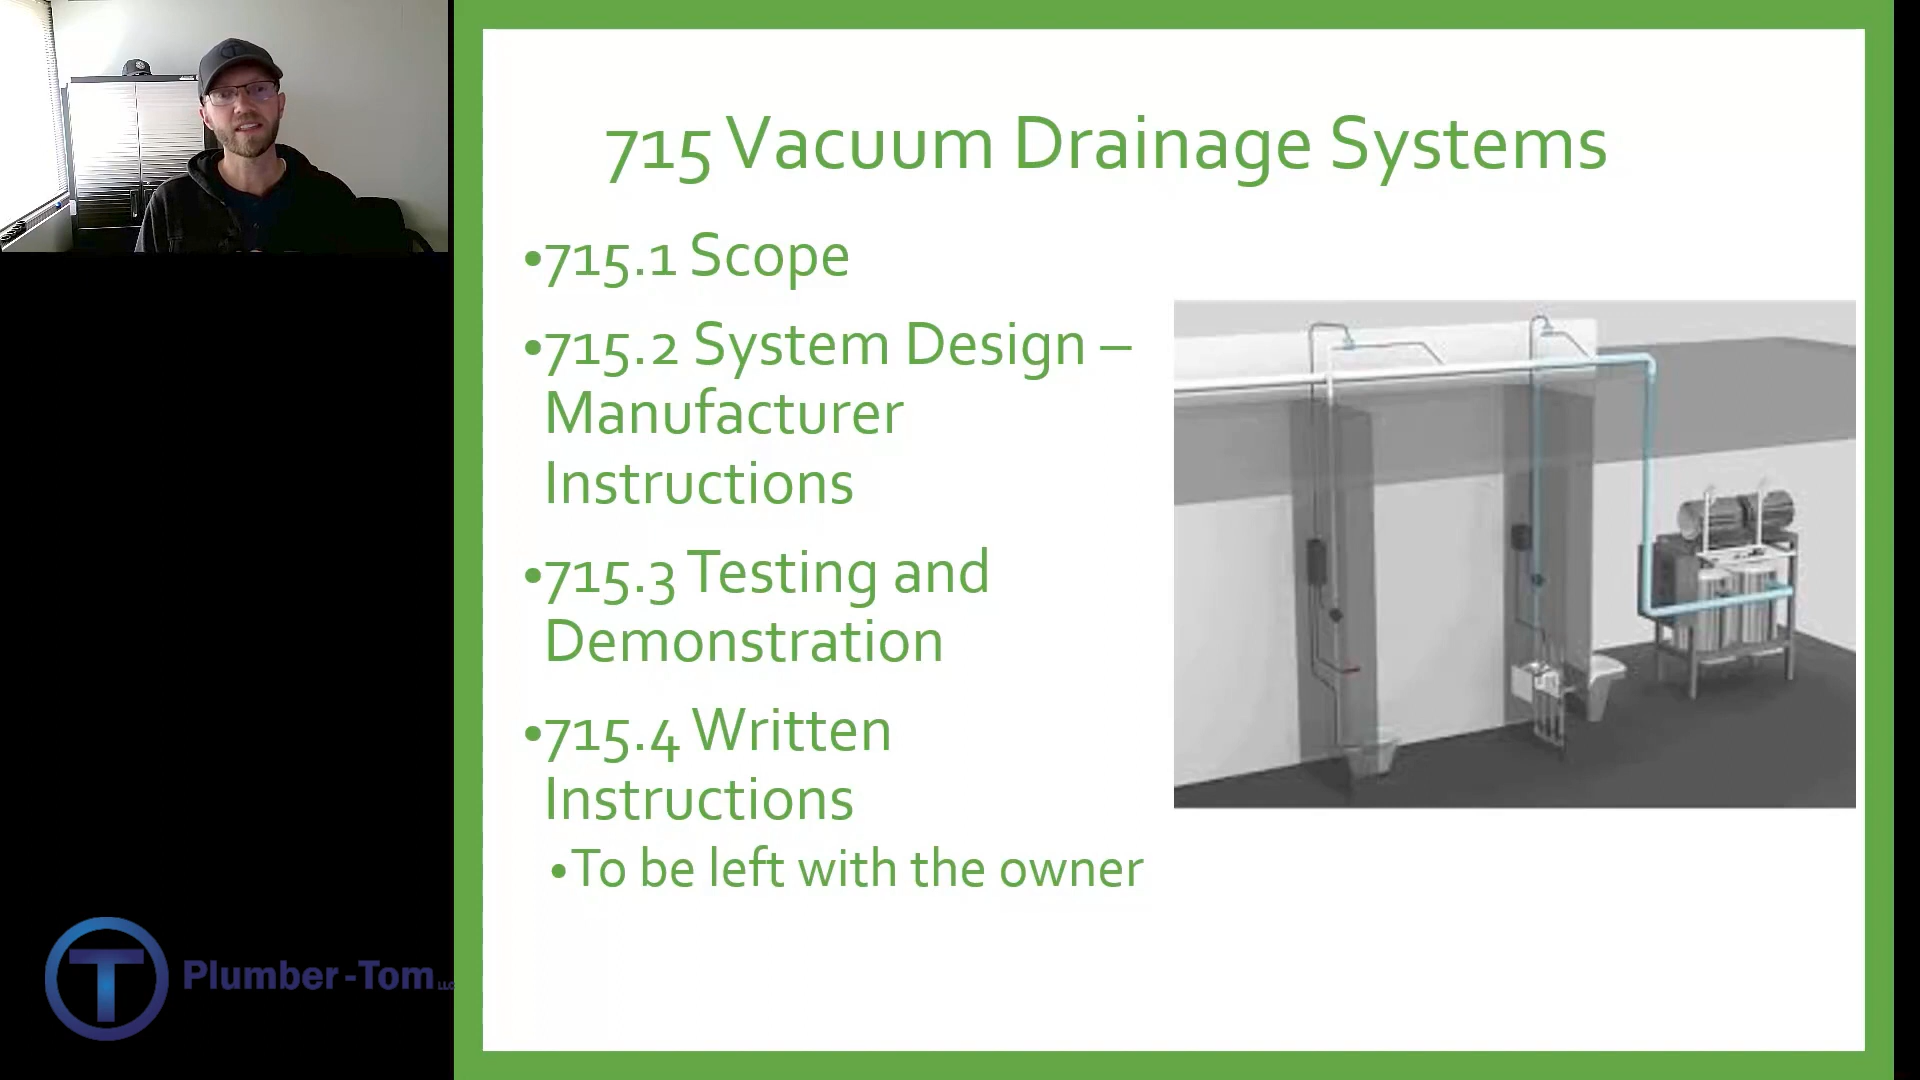 715 Vacuum Drainage Systems
•715.1 Scope
•715.2 System Design –
Manufacturer
Instructions
•715.3 Testing and
Demonstration
•715.4 Written
Instructions
•To be left with the owner
T Plumber-Tom LLC